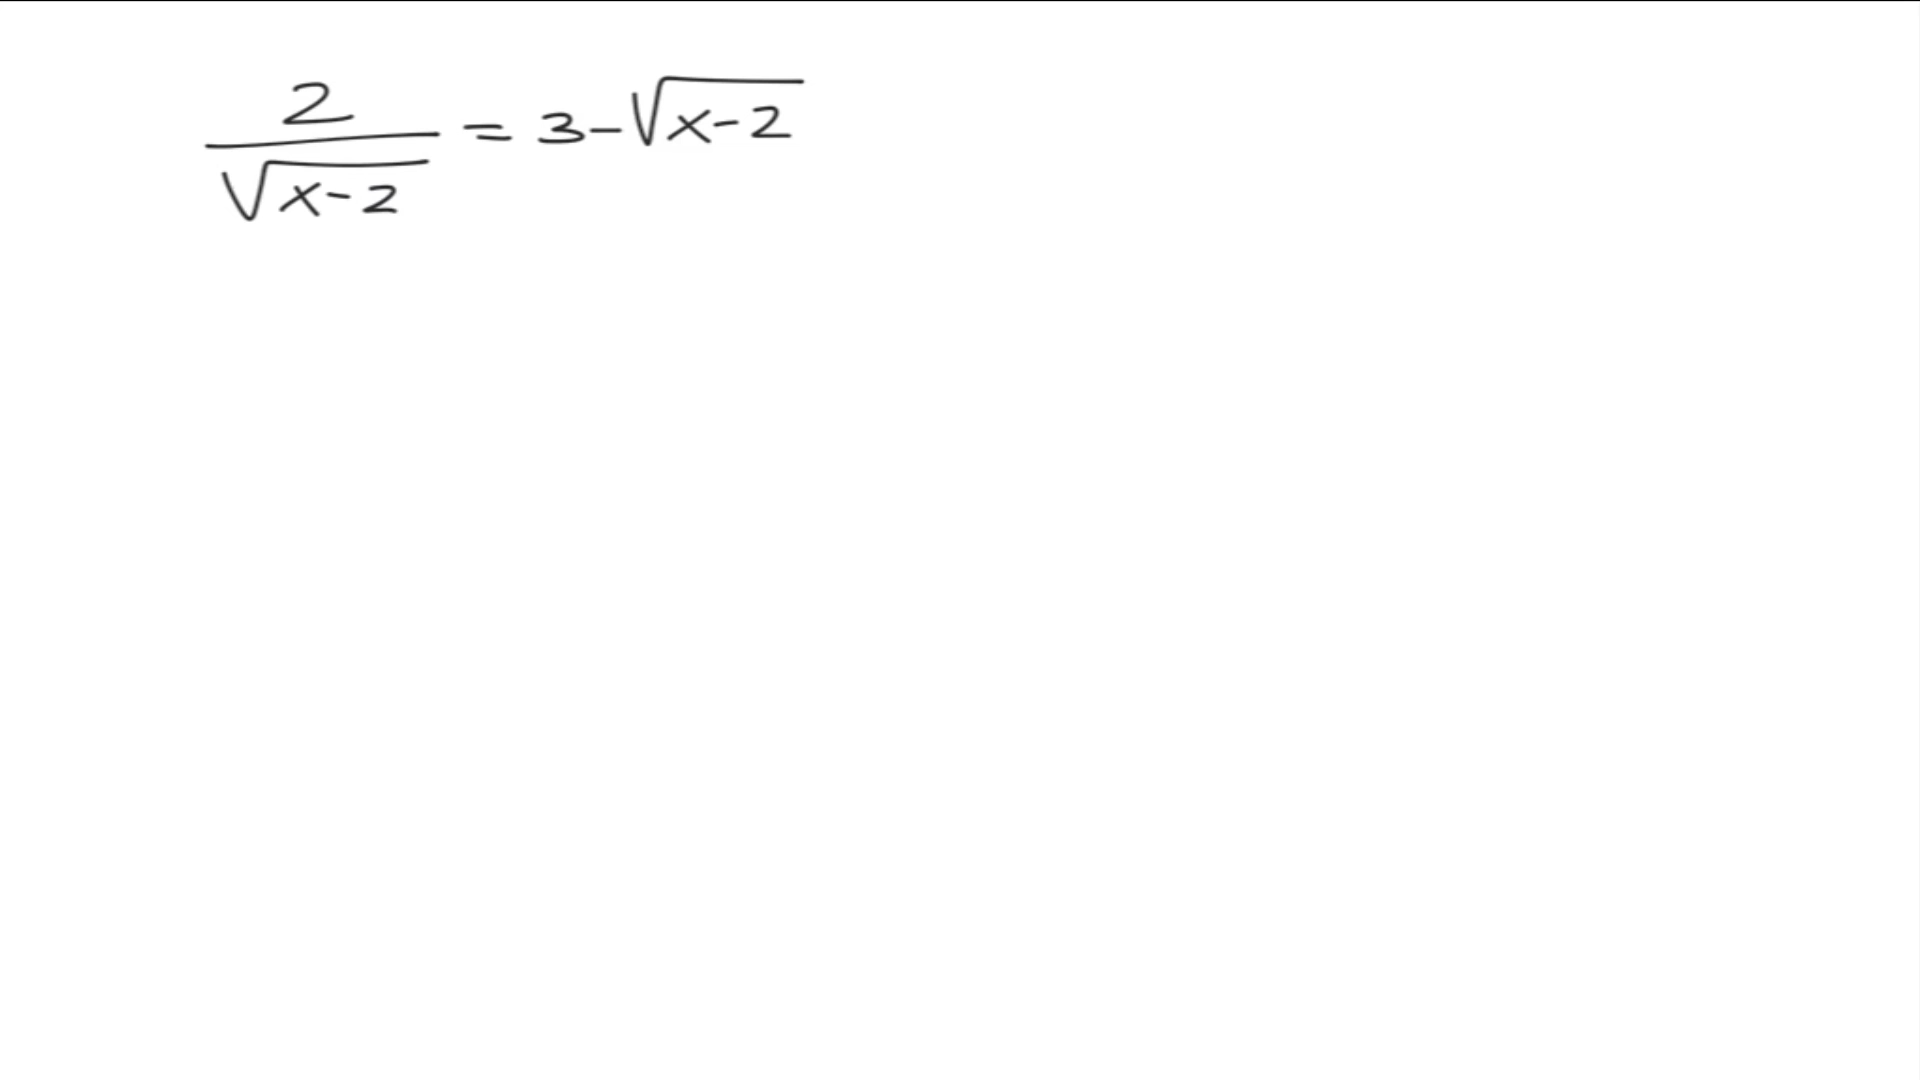 2/√(x-2) = 3-√(x-2)